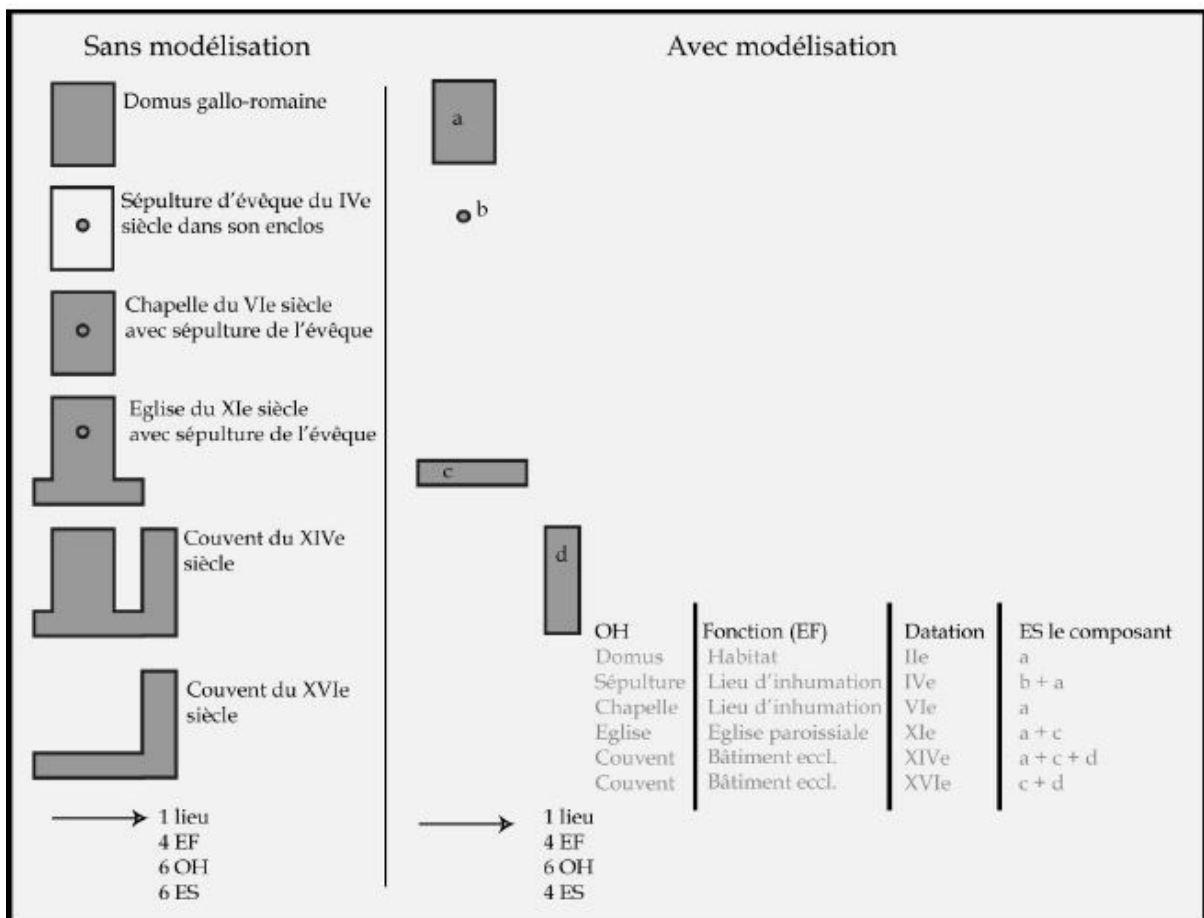 Sans modélisation
Domus gallo-romaine
Sépulture d'évêque du IVe
siècle dans son enclos
Chapelle du VIe siècle
avec sépulture de l'évêque
Eglise du XIe siècle
avec sépulture de l'évêque
Couvent du XIVe
siècle
Couvent du XVIe
siècle
1 lieu
4 EF
6 OH
6 ES
Avec modélisation
a
b
c
d
OH Fonction (EF) Datation ES le composant
Domus Habitat IIe a
Sépulture Lieu d'inhumation IVe b + a
Chapelle Lieu d'inhumation VIe a
Eglise Eglise paroissiale XIe a + c
Couvent Bâtiment eccl. XIVe a + c + d
Couvent Bâtiment eccl. XVIe c + d
1 lieu
4 EF
6 OH
4 ES